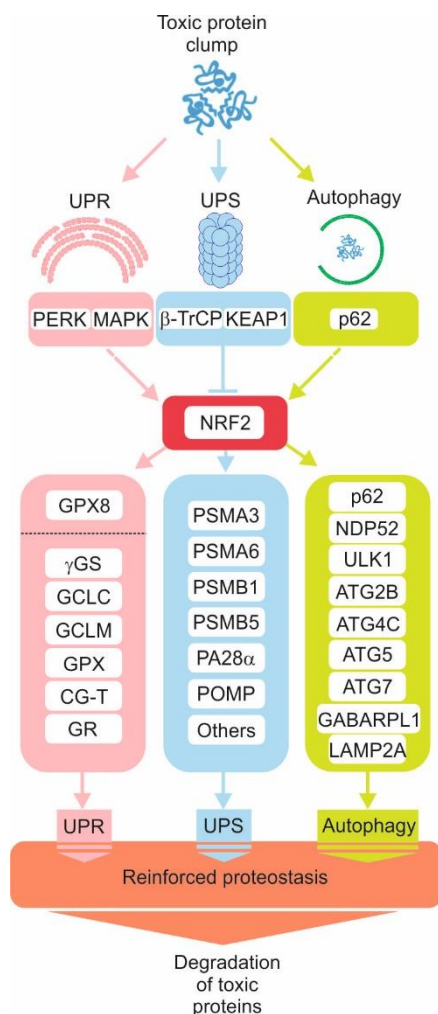 Toxic protein
clump
UPR
UPS
Autophagy
PERK MAPK
β-TrCP KEAP1
p62
NRF2
GPX8
γGS
GCLC
GCLM
GPX
CG-T
GR
PSMA3
PSMA6
PSMB1
PSMB5
PA28α
POMP
Others
p62
NDP52
ULK1
ATG2B
ATG4C
ATG5
ATG7
GABARPL1
LAMP2A
UPR
UPS
Autophagy
Reinforced proteostasis
Degradation
of toxic
proteins